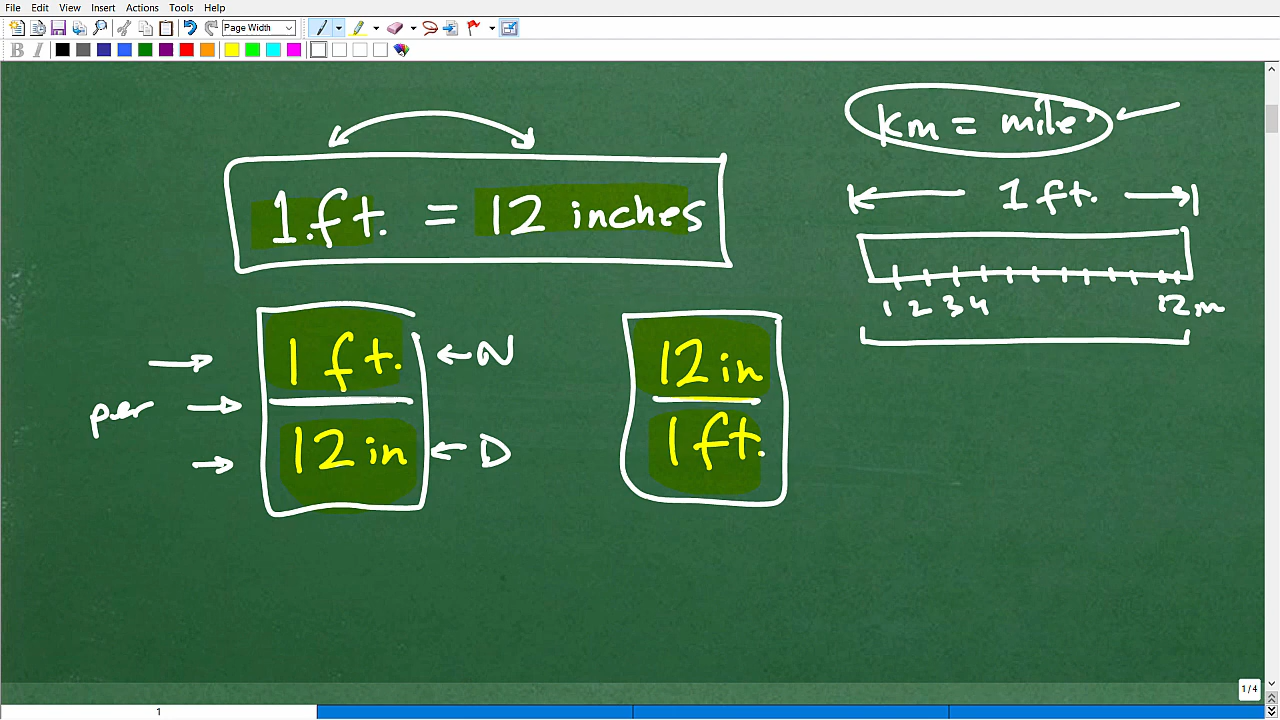 File Edit View Insert Actions Tools Help
Page Width
B I
km = mile
1 ft. = 12 inches
1 ft.
1 2 3 4 12 in
1 ft. ← N
per
12 in ← D
12 in
1 ft.
1/4
1